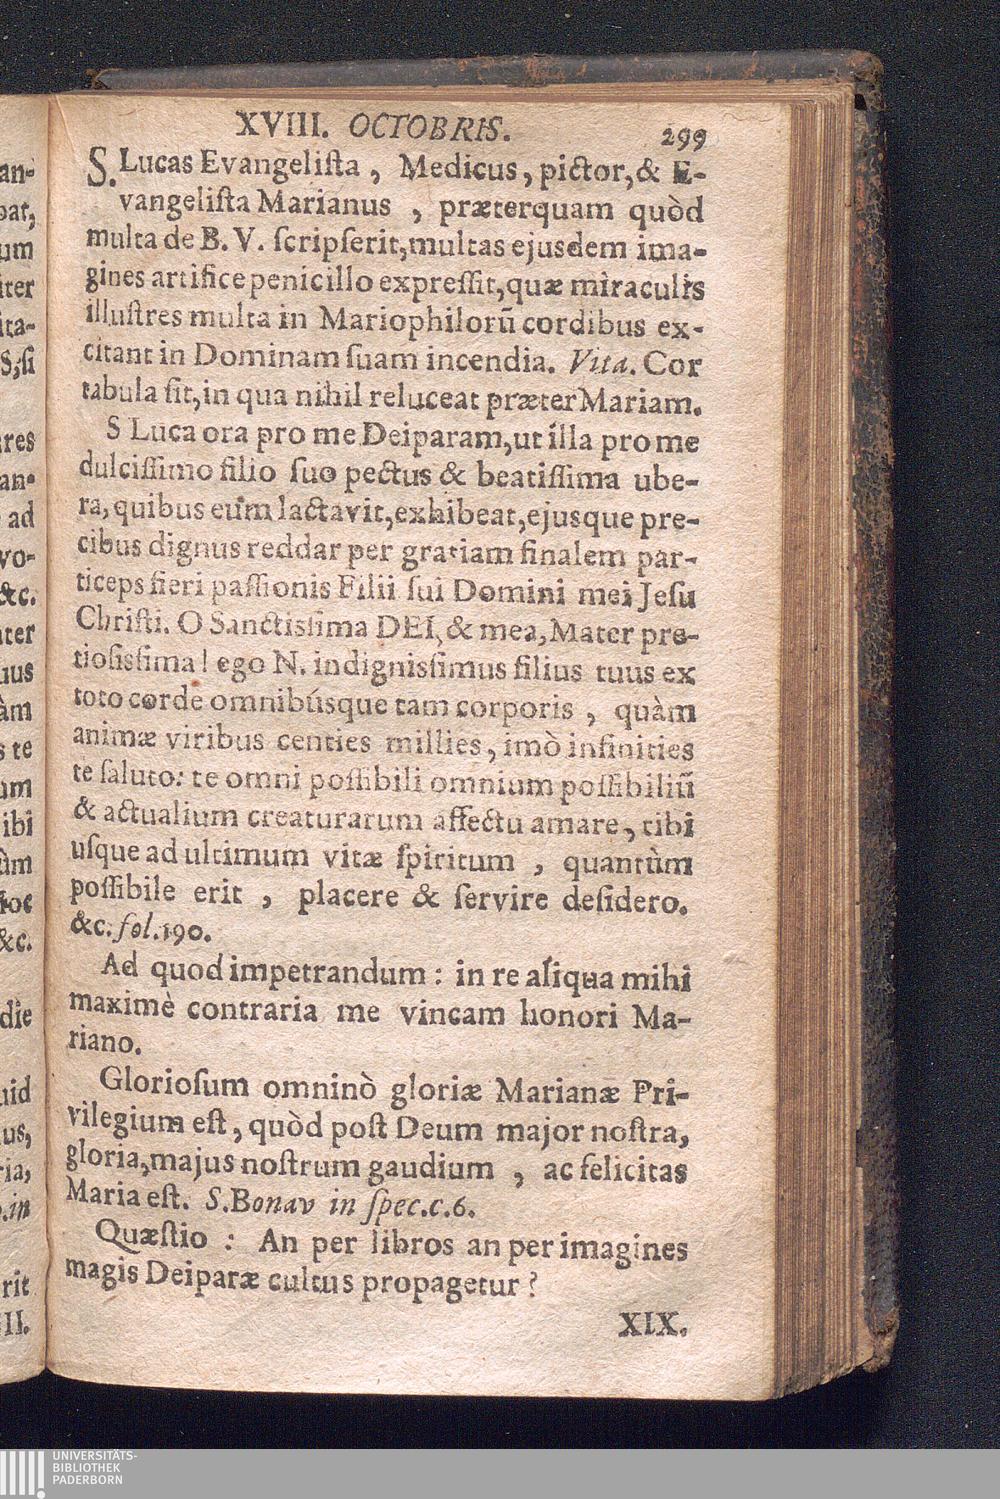 XVIII. OCTOBRIS. 299
S. Lucas Evangeliſta, Medicus, pictor, & E-
vangeliſta Marianus, præterquam quòd
multa de B. V. ſcripſerit, multas ejusdem ima-
gines artifice penicillo expreſſit, quæ miraculis
illuſtres multa in Mariophilorũ cordibus ex-
citant in Dominam ſuam incendia. Vita. Cor
tabula ſit, in qua nihil reluceat præter Mariam.
S Luca ora pro me Deiparam, ut illa pro me
dulciſſimo filio ſuo pectus & beatiſſima ube-
ra, quibus eum lactavit, exhibeat, ejusque pre-
cibus dignus reddar per gratiam finalem par-
ticeps fieri paſſionis Filii ſui Domini mei Jeſu
Chriſti. O Sanctisſima DEI, & mea, Mater pre-
tioſisſima! ego N. indignisſimus filius tuus ex
toto corde omnibúsque tam corporis, quàm
animæ viribus centies millies, imò infinities
te ſaluto: te omni poſſibili omnium poſſibiliũ
& actualium creaturarum affectu amare, tibi
uſque ad ultimum vitæ ſpiritum, quantùm
poſſibile erit, placere & ſervire deſidero.
&c. fol. 190.
Ad quod impetrandum: in re aliqua mihi
maximè contraria me vincam honori Ma-
riano.
Glorioſum omninò gloriæ Marianæ Pri-
vilegium eſt, quòd poſt Deum major noſtra,
gloria, majus noſtrum gaudium, ac felicitas
Maria eſt. S. Bonav in ſpec. c. 6.
Quæſtio: An per libros an per imagines
magis Deiparæ cultus propagetur?
XIX.
UNIVERSITÄTS-
BIBLIOTHEK
PADERBORN